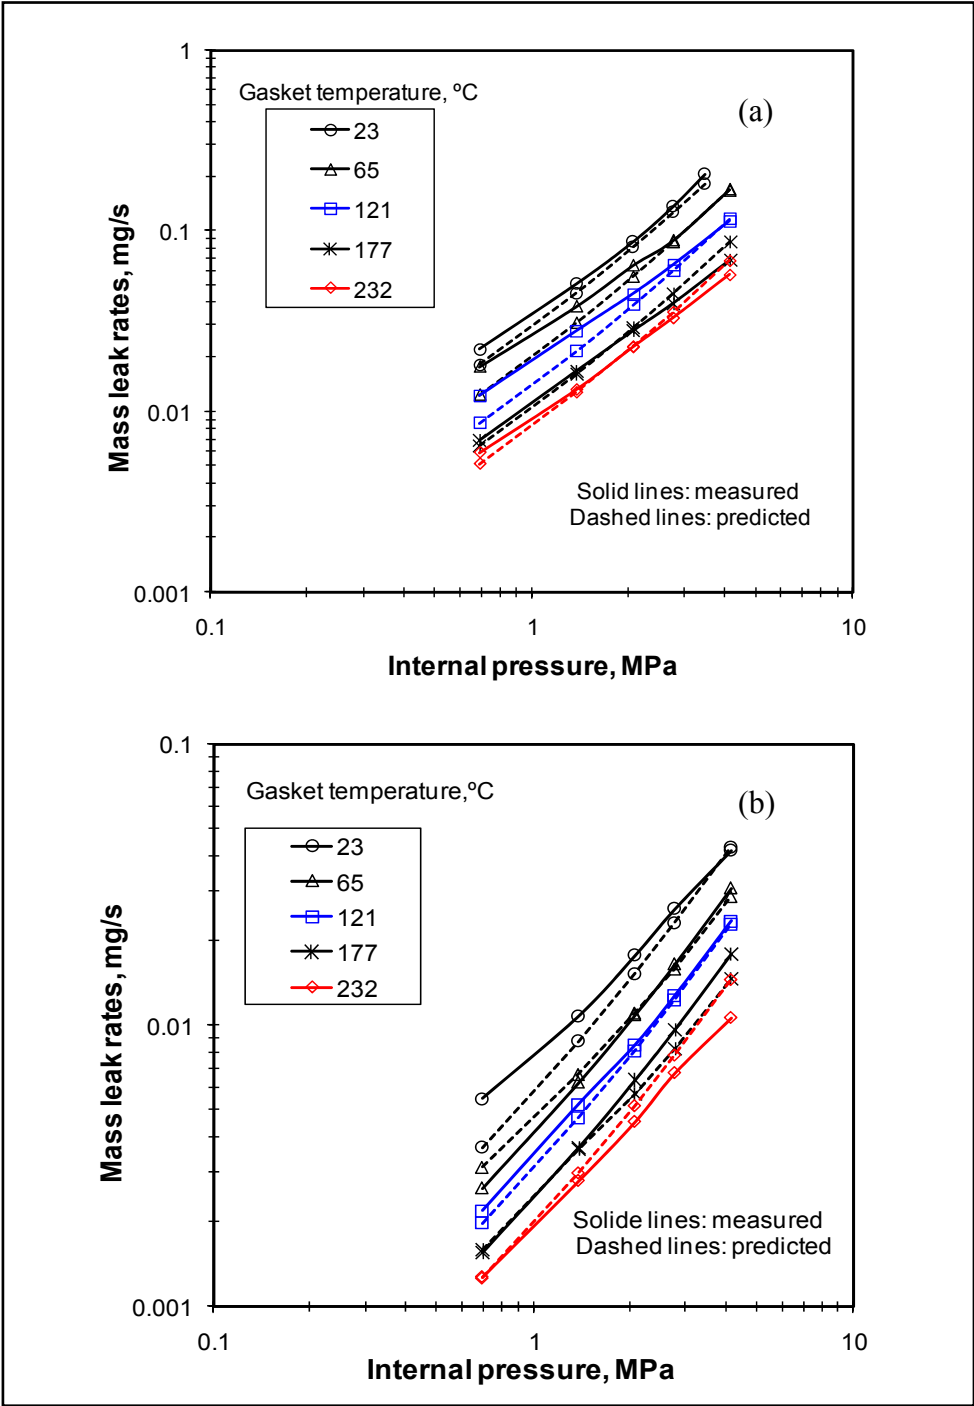 1
Gasket temperature, ºC
(a)
23
65
121
177
232
0.1
0.01
0.001
Mass leak rates, mg/s
Solid lines: measured
Dashed lines: predicted
0.1
1
10
Internal pressure, MPa
0.1
Gasket temperature,ºC
(b)
23
65
121
177
232
0.01
0.001
Mass leak rates, mg/s
Solide lines: measured
Dashed lines: predicted
0.1
1
10
Internal pressure, MPa